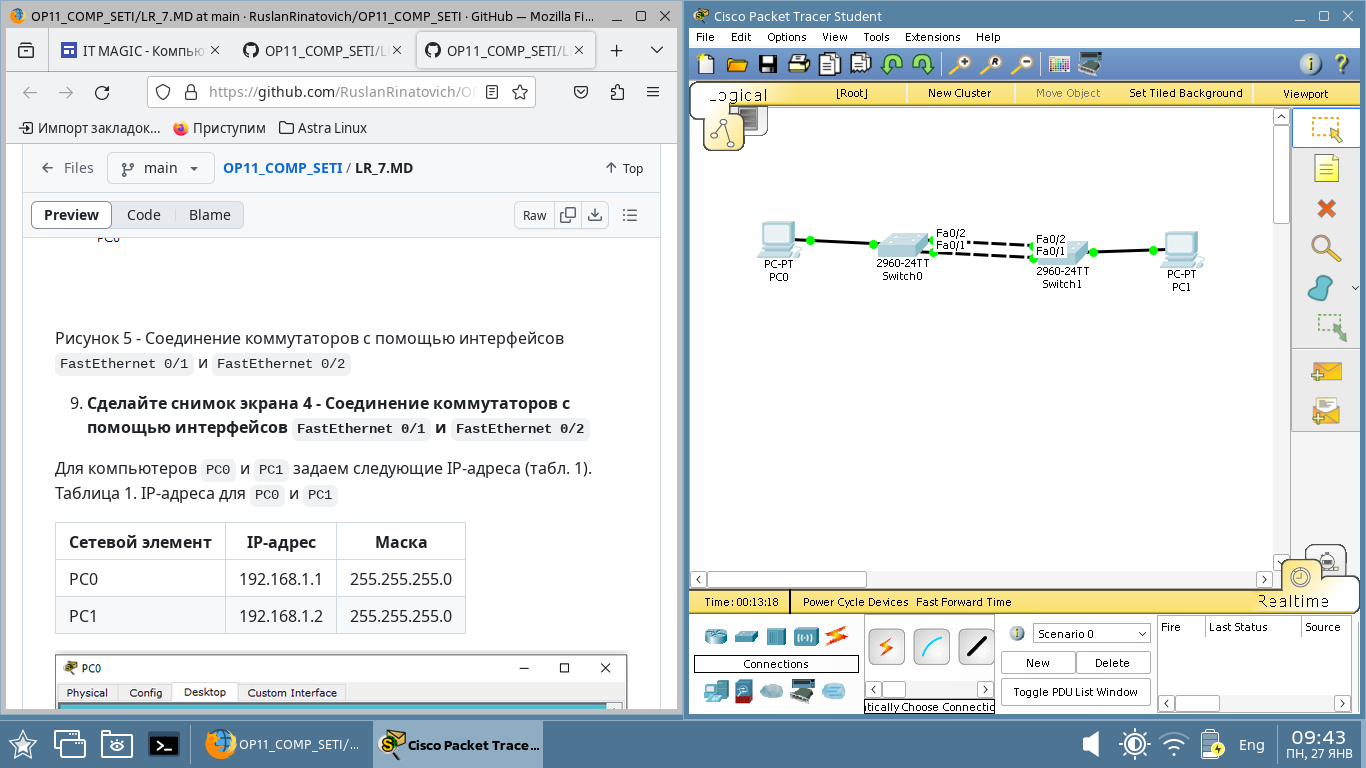 OP11_COMP_SETI/LR_7.MD at main · RuslanRinatovich/OP11_COMP_SETI · GitHub — Mozilla Fi...
IT MAGIC - Компьк
OP11_COMP_SETI/L
OP11_COMP_SETI/L
https://github.com/RuslanRinatovich/OP
Импорт закладок...
Приступим
Astra Linux
Files
main
OP11_COMP_SETI / LR_7.MD
Top
Preview
Code
Blame
Raw
PC0
Рисунок 5 - Соединение коммутаторов с помощью интерфейсов
FastEthernet 0/1 и FastEthernet 0/2
9. Сделайте снимок экрана 4 - Соединение коммутаторов с
помощью интерфейсов FastEthernet 0/1 и FastEthernet 0/2
Для компьютеров PC0 и PC1 задаем следующие IP-адреса (табл. 1).
Таблица 1. IP-адреса для PC0 и PC1
Сетевой элемент IP-адрес Маска
PC0 192.168.1.1 255.255.255.0
PC1 192.168.1.2 255.255.255.0
PC0
Physical Config Desktop Custom Interface
Cisco Packet Tracer Student
File Edit Options View Tools Extensions Help
Logical
[Root]
New Cluster
Move Object
Set Tiled Background
Viewport
PC-PT
PC0
Fa0/2
Fa0/1
2960-24TT
Switch0
Fa0/2
Fa0/1
2960-24TT
Switch1
PC-PT
PC1
Time: 00:13:18
Power Cycle Devices Fast Forward Time
Realtime
Connections
tically Choose Connectio
Scenario 0
New
Delete
Toggle PDU List Window
Fire
Last Status
Source
OP11_COMP_SETI/...
Cisco Packet Trace...
Eng
09:43
ПН, 27 ЯНВ